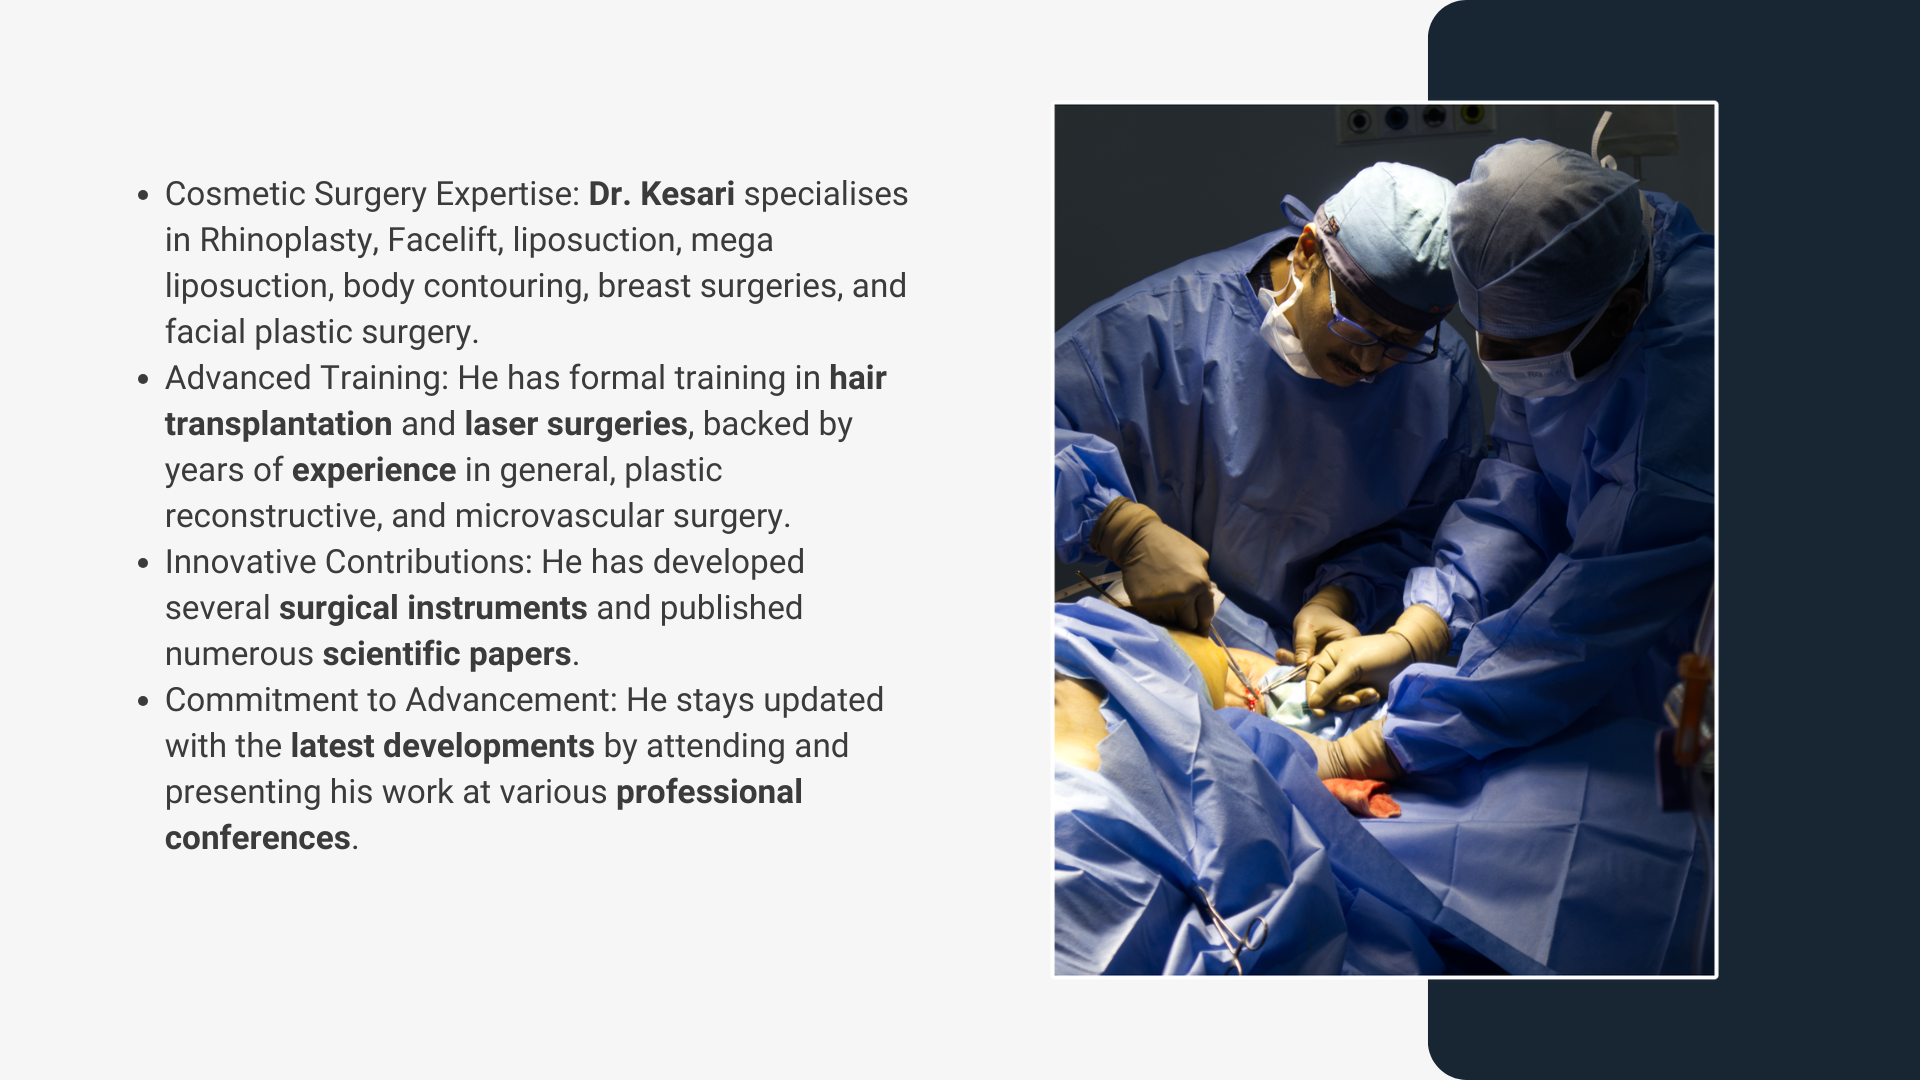 • Cosmetic Surgery Expertise: Dr. Kesari specialises
in Rhinoplasty, Facelift, liposuction, mega
liposuction, body contouring, breast surgeries, and
facial plastic surgery.
• Advanced Training: He has formal training in hair
transplantation and laser surgeries, backed by
years of experience in general, plastic
reconstructive, and microvascular surgery.
• Innovative Contributions: He has developed
several surgical instruments and published
numerous scientific papers.
• Commitment to Advancement: He stays updated
with the latest developments by attending and
presenting his work at various professional
conferences.